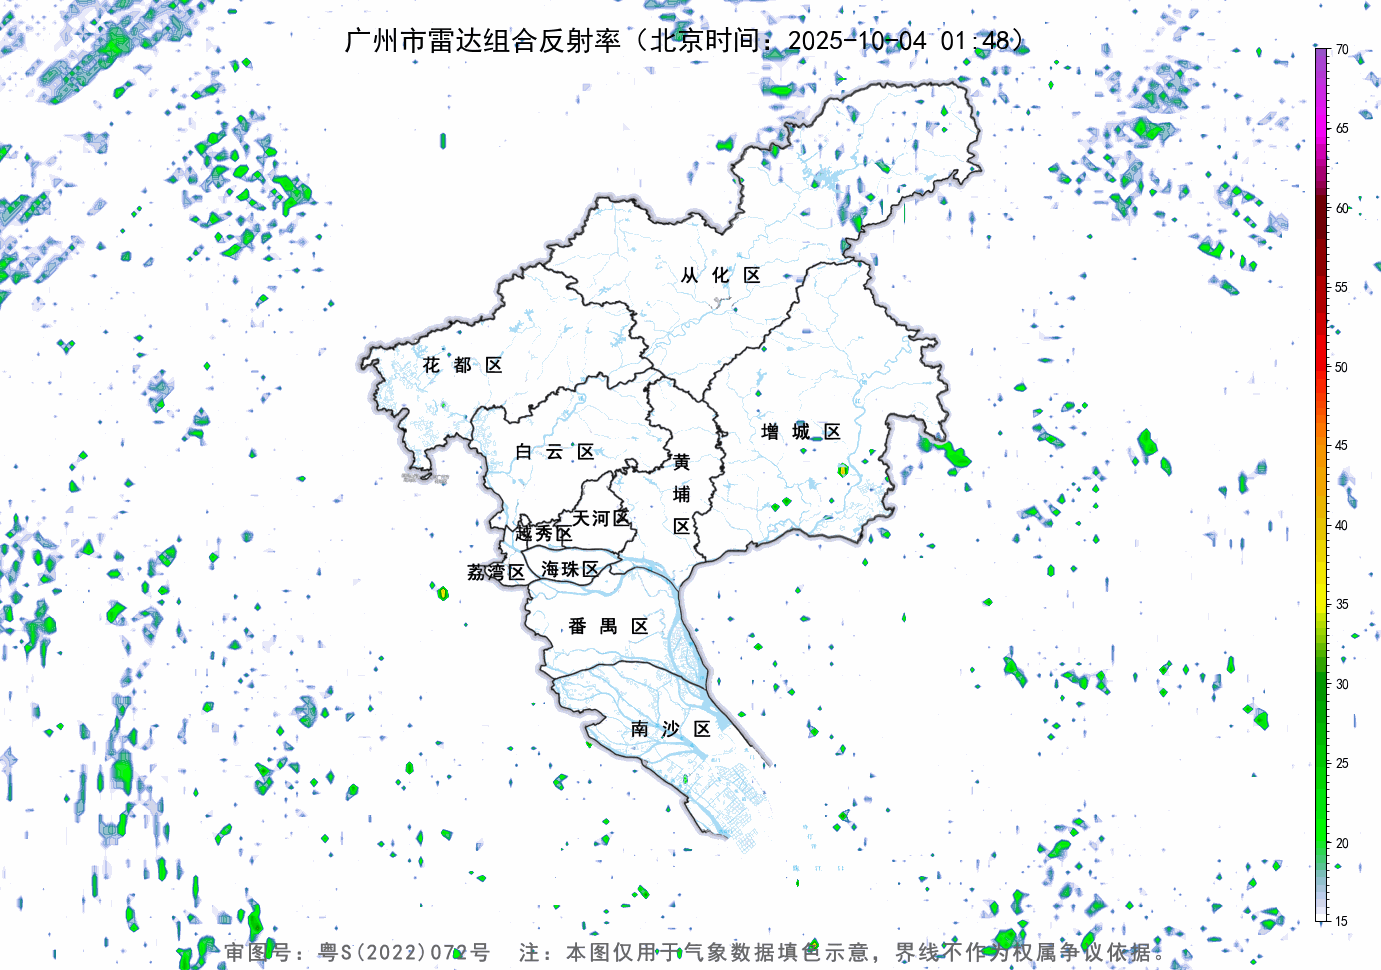 广州市雷达组合反射率（北京时间：2025-10-04 01:48）
70
65
60
55
50
45
40
35
30
25
20
15
从化区
花都区
增城区
白云区
黄埔区
天河区
越秀区
荔湾区
海珠区
番禺区
南沙区
审图号：粤S(2022)072号 注：本图仅用于气象数据填色示意，界线不作为权属争议依据。